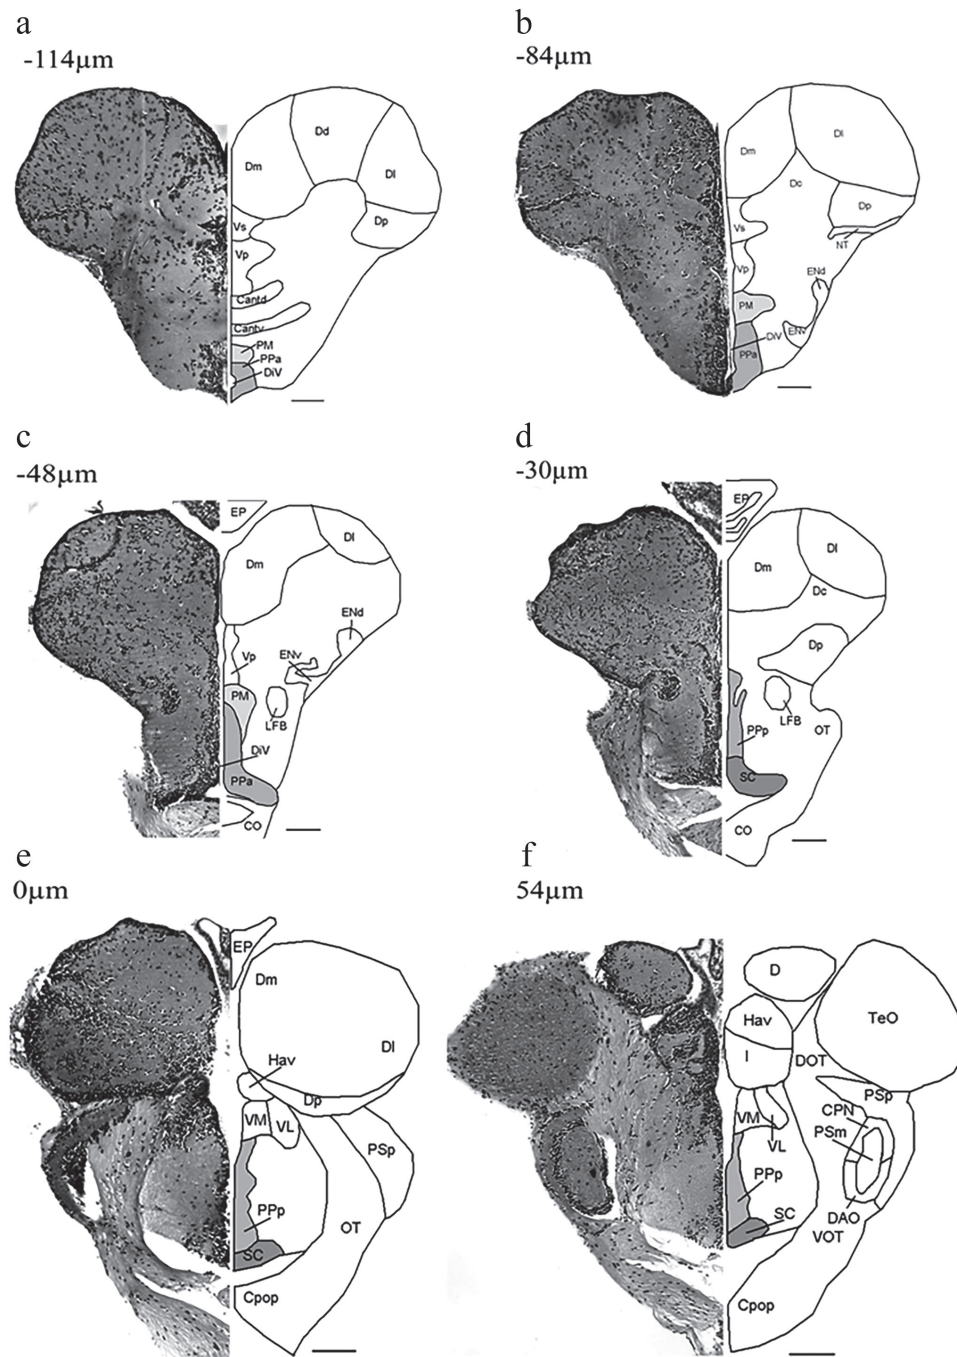 a
-114µm
Dd
Dm
Dl
Dp
Vs
Vp
Cantd
Cantv
PM
PPa
DiV
b
-84µm
Dl
Dm
Dc
Dp
Vs
NT
Vp
ENd
PM
DiV
ENv
PPa
c
-48µm
EP
Dl
Dm
ENd
Vp
ENv
PM
LFB
DiV
PPa
CO
d
-30µm
EP
Dl
Dm
Dc
Dp
LFB
PPp
OT
SC
CO
e
0µm
EP
Dm
Dl
Hav
Dp
VM
VL
PSp
PPp
OT
SC
Cpop
f
54µm
D
Hav
TeO
I
DOT
PSp
CPN
VM
PSm
VL
PPp
SC
DAO
VOT
Cpop